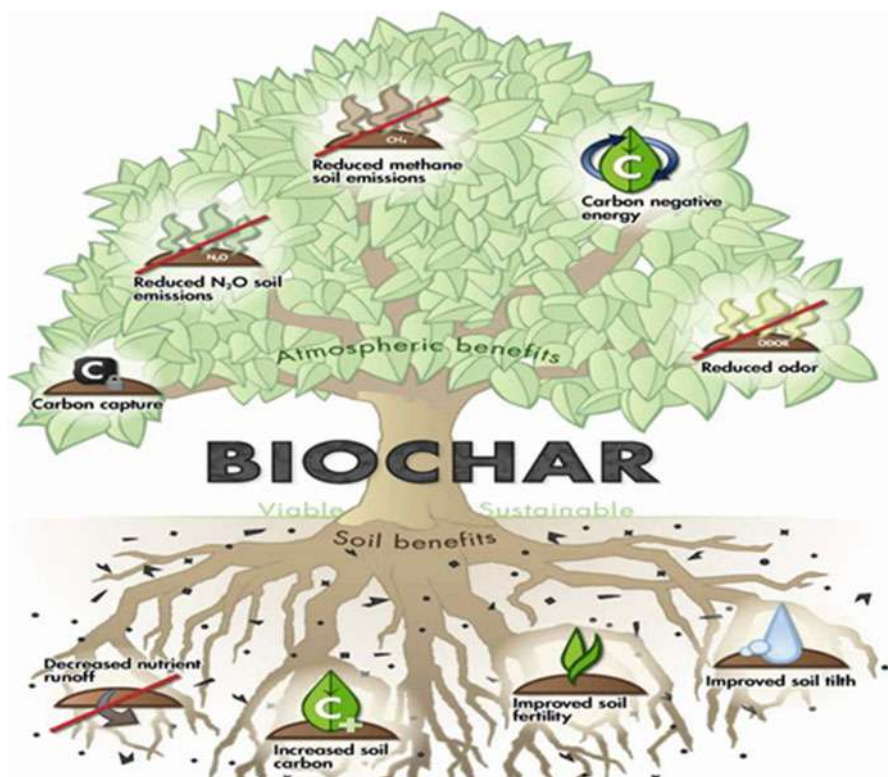 CH₄
Reduced methane
soil emissions
C
Carbon negative
energy
N₂O
Reduced N₂O soil
emissions
ODOR
Reduced odor
Atmospheric benefits
C
Carbon capture
BIOCHAR
Viable Sustainable
Soil benefits
Decreased nutrient
runoff
C+
Increased soil
carbon
Improved soil
fertility
Improved soil tilth